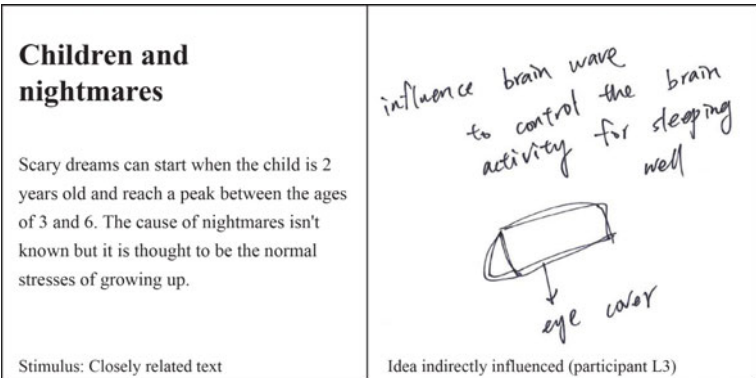 Children and
nightmares
Scary dreams can start when the child is 2
years old and reach a peak between the ages
of 3 and 6. The cause of nightmares isn't
known but it is thought to be the normal
stresses of growing up.
Stimulus: Closely related text
influence brain wave
to control the brain
activity for sleeping
well
eye cover
Idea indirectly influenced (participant L3)